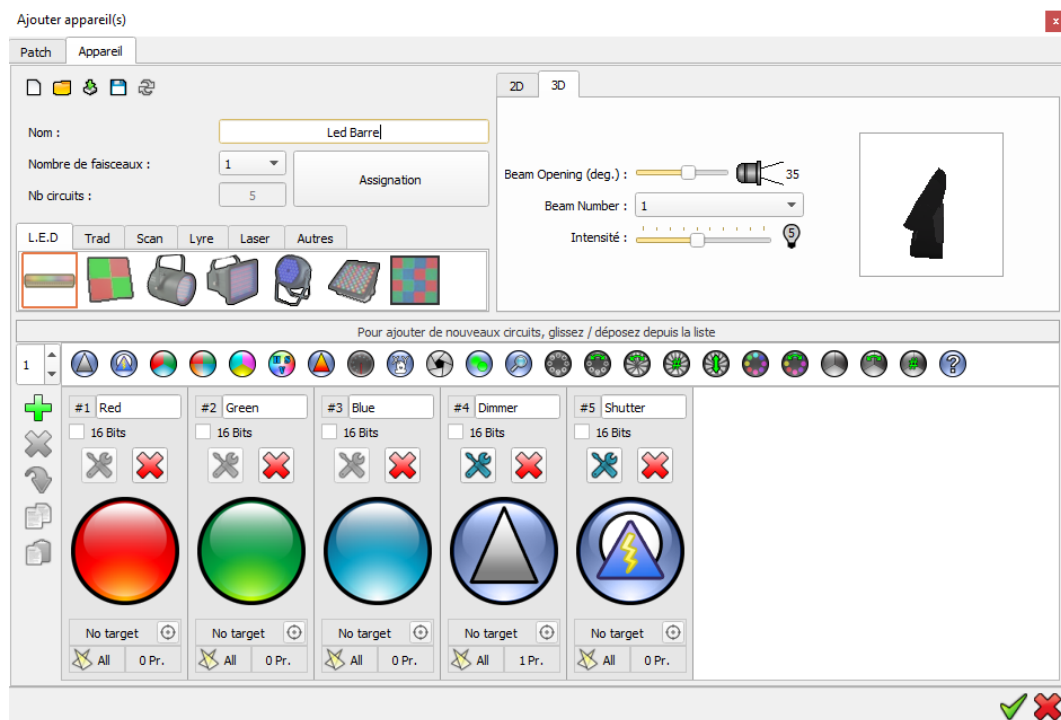 Ajouter appareil(s)
x
Patch Appareil
2D 3D
Nom : Led Barre
Nombre de faisceaux : 1
Assignation
Nb circuits : 5
Beam Opening (deg.) : 35
Beam Number : 1
Intensité : 5
L.E.D Trad Scan Lyre Laser Autres
Pour ajouter de nouveaux circuits, glissez / déposez depuis la liste
1
#
#
?
#1 Red #2 Green #3 Blue #4 Dimmer #5 Shutter
16 Bits 16 Bits 16 Bits 16 Bits 16 Bits
No target No target No target No target No target
All 0 Pr. All 0 Pr. All 0 Pr. All 1 Pr. All 0 Pr.